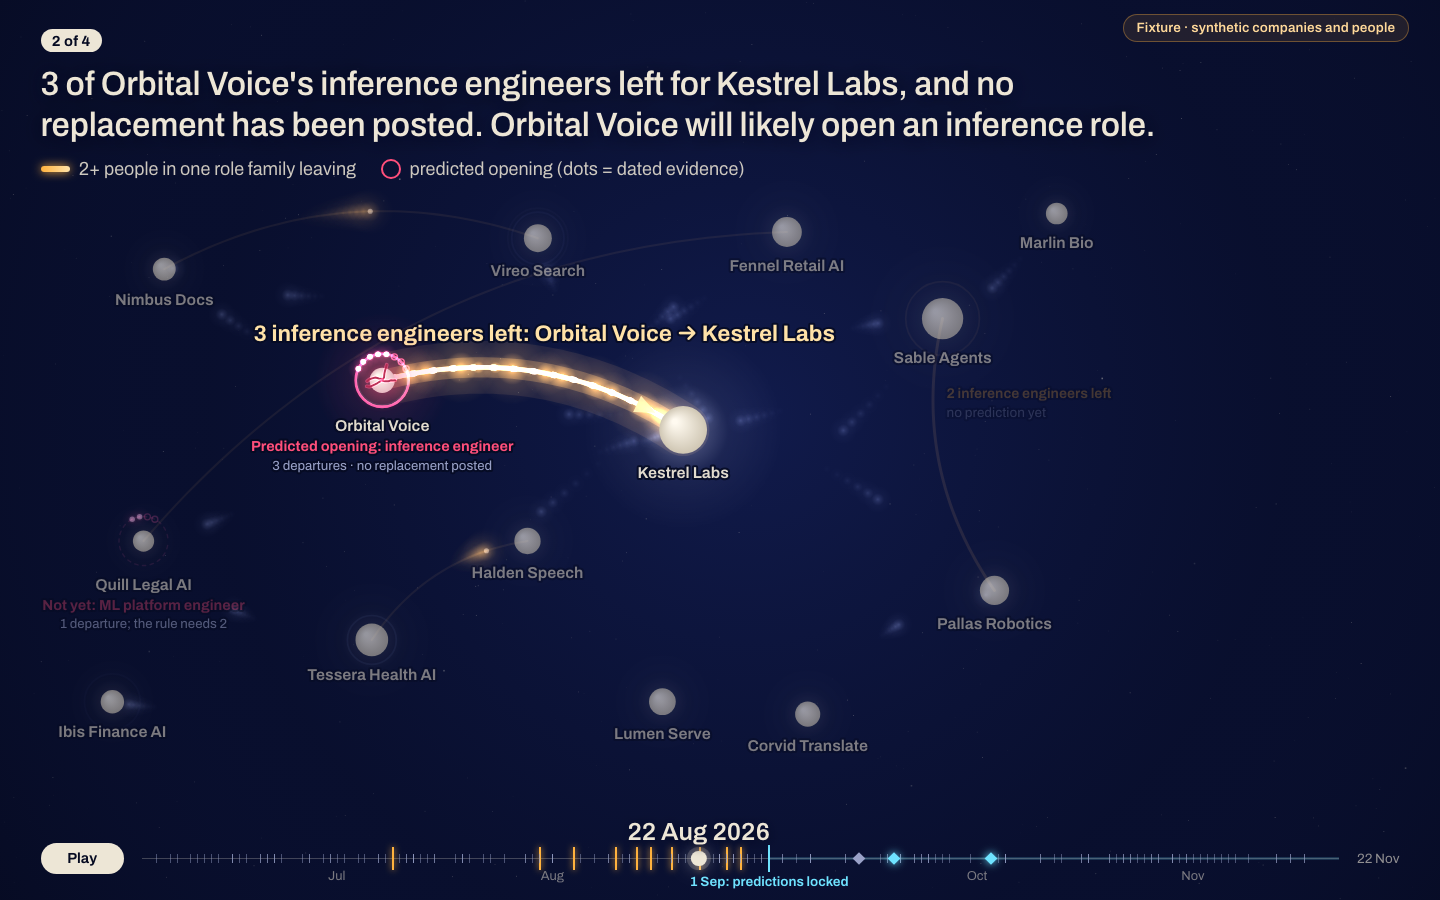 2 of 4
Fixture · synthetic companies and people
3 of Orbital Voice's inference engineers left for Kestrel Labs, and no
replacement has been posted. Orbital Voice will likely open an inference role.
2+ people in one role family leaving
predicted opening (dots = dated evidence)
Marlin Bio
Vireo Search
Fennel Retail AI
Nimbus Docs
3 inference engineers left: Orbital Voice → Kestrel Labs
Sable Agents
2 inference engineers left
no prediction yet
Orbital Voice
Predicted opening: inference engineer
3 departures · no replacement posted
Kestrel Labs
Halden Speech
Quill Legal AI
Not yet: ML platform engineer
1 departure; the rule needs 2
Pallas Robotics
Tessera Health AI
Ibis Finance AI
Lumen Serve
Corvid Translate
22 Aug 2026
Play
22 Nov
Jul
Aug
1 Sep: predictions locked
Oct
Nov